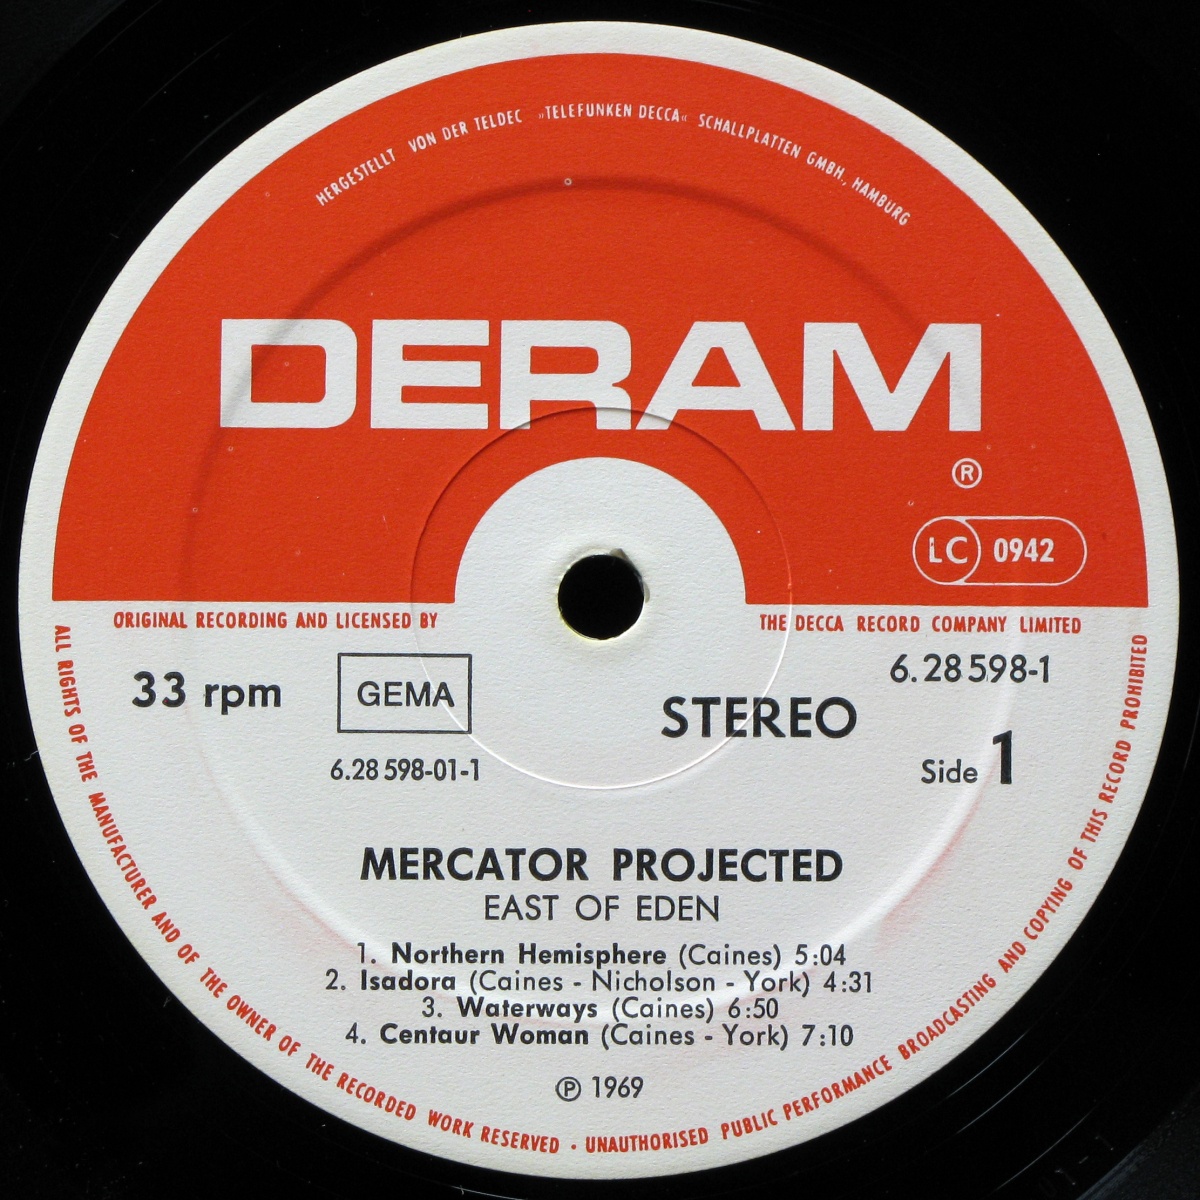 HERGESTELLT VON DER TELDEC »TELEFUNKEN DECCA« SCHALLPLATTEN GMBH., HAMBURG
DERAM
®
LC 0942
ORIGINAL RECORDING AND LICENSED BY THE DECCA RECORD COMPANY LIMITED
33 rpm
GEMA
6.28598-01-1
STEREO
6.28598-1
Side 1
MERCATOR PROJECTED
EAST OF EDEN
1. Northern Hemisphere (Caines) 5:04
2. Isadora (Caines - Nicholson - York) 4:31
3. Waterways (Caines) 6:50
4. Centaur Woman (Caines - York) 7:10
℗ 1969
ALL RIGHTS OF THE MANUFACTURER AND OF THE OWNER OF THE RECORDED WORK RESERVED · UNAUTHORISED PUBLIC PERFORMANCE BROADCASTING AND COPYING OF THIS RECORD PROHIBITED